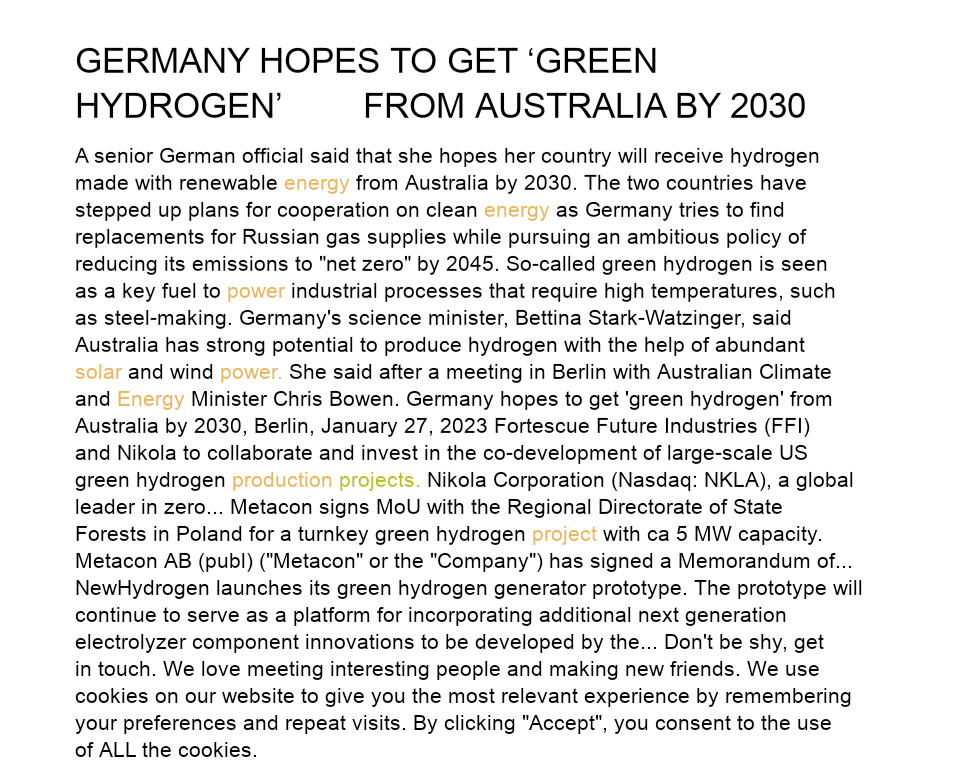 GERMANY HOPES TO GET ‘GREEN
HYDROGEN’ FROM AUSTRALIA BY 2030
A senior German official said that she hopes her country will receive hydrogen
made with renewable energy from Australia by 2030. The two countries have
stepped up plans for cooperation on clean energy as Germany tries to find
replacements for Russian gas supplies while pursuing an ambitious policy of
reducing its emissions to "net zero" by 2045. So-called green hydrogen is seen
as a key fuel to power industrial processes that require high temperatures, such
as steel-making. Germany's science minister, Bettina Stark-Watzinger, said
Australia has strong potential to produce hydrogen with the help of abundant
solar and wind power. She said after a meeting in Berlin with Australian Climate
and Energy Minister Chris Bowen. Germany hopes to get 'green hydrogen' from
Australia by 2030, Berlin, January 27, 2023 Fortescue Future Industries (FFI)
and Nikola to collaborate and invest in the co-development of large-scale US
green hydrogen production projects. Nikola Corporation (Nasdaq: NKLA), a global
leader in zero... Metacon signs MoU with the Regional Directorate of State
Forests in Poland for a turnkey green hydrogen project with ca 5 MW capacity.
Metacon AB (publ) ("Metacon" or the "Company") has signed a Memorandum of...
NewHydrogen launches its green hydrogen generator prototype. The prototype will
continue to serve as a platform for incorporating additional next generation
electrolyzer component innovations to be developed by the... Don't be shy, get
in touch. We love meeting interesting people and making new friends. We use
cookies on our website to give you the most relevant experience by remembering
your preferences and repeat visits. By clicking "Accept", you consent to the use
of ALL the cookies.